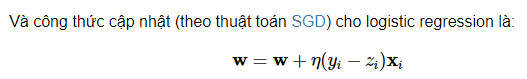 Và công thức cập nhật (theo thuật toán SGD) cho logistic regression là:
w = w + η(yᵢ − zᵢ)xᵢ